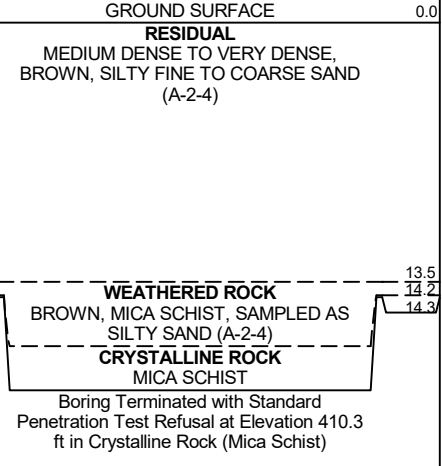 GROUND SURFACE 0.0
RESIDUAL
MEDIUM DENSE TO VERY DENSE,
BROWN, SILTY FINE TO COARSE SAND
(A-2-4)
13.5
WEATHERED ROCK 14.2
BROWN, MICA SCHIST, SAMPLED AS 14.3
SILTY SAND (A-2-4)
CRYSTALLINE ROCK
MICA SCHIST
Boring Terminated with Standard
Penetration Test Refusal at Elevation 410.3
ft in Crystalline Rock (Mica Schist)